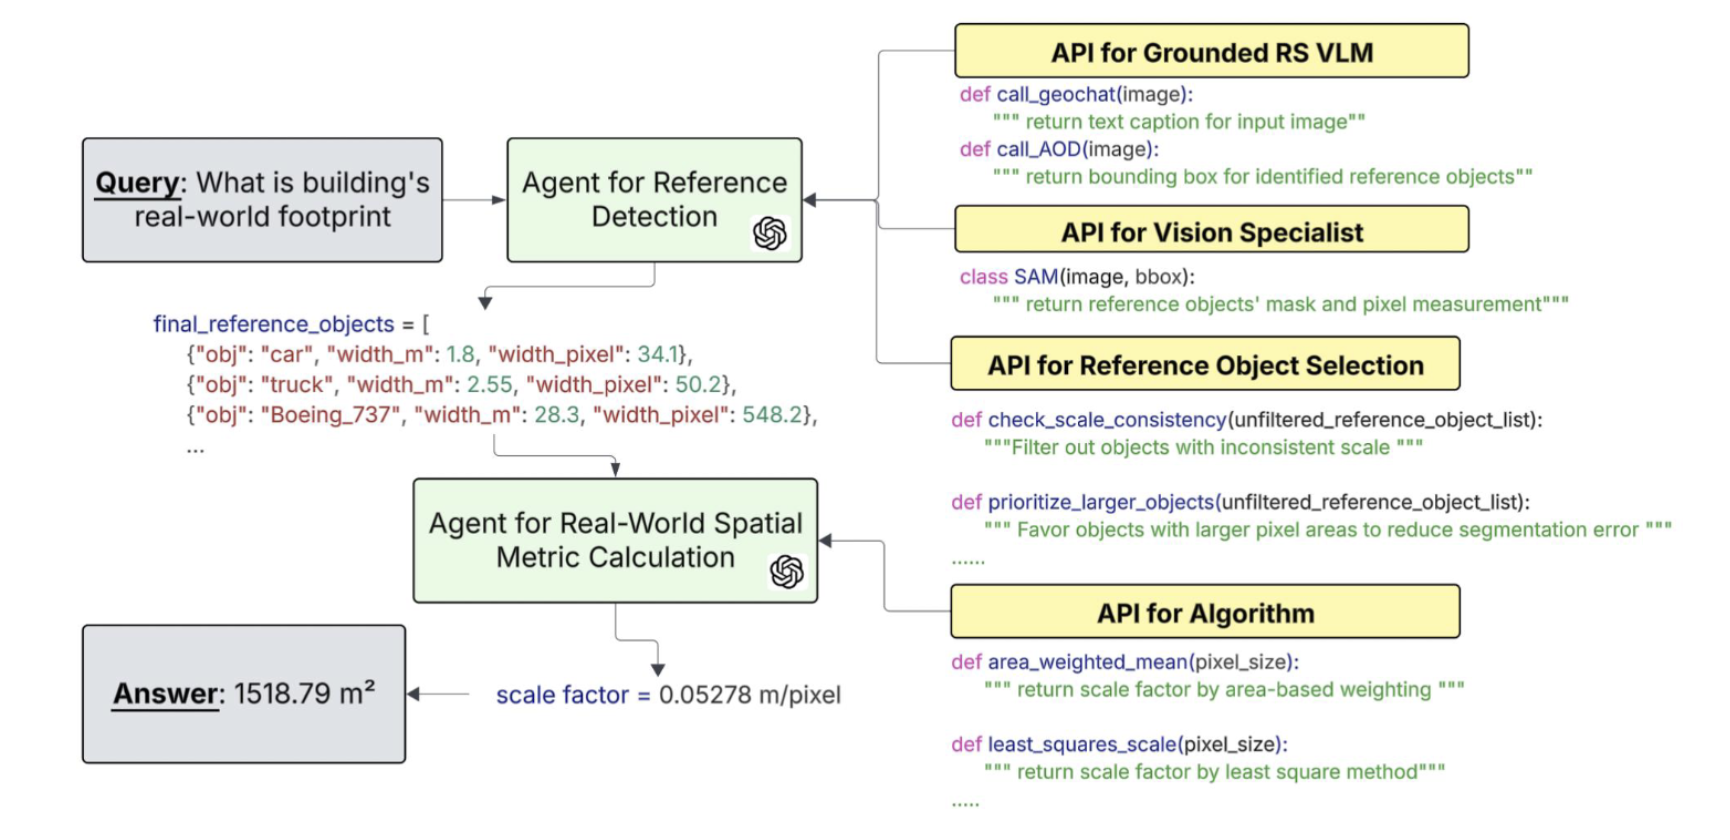 Query: What is building's
real-world footprint
Agent for Reference
Detection
final_reference_objects = [
{"obj": "car", "width_m": 1.8, "width_pixel": 34.1},
{"obj": "truck", "width_m": 2.55, "width_pixel": 50.2},
{"obj": "Boeing_737", "width_m": 28.3, "width_pixel": 548.2},
...
Agent for Real-World Spatial
Metric Calculation
scale factor = 0.05278 m/pixel
Answer: 1518.79 m²
API for Grounded RS VLM
def call_geochat(image):
""" return text caption for input image""
def call_AOD(image):
""" return bounding box for identified reference objects""
API for Vision Specialist
class SAM(image, bbox):
""" return reference objects' mask and pixel measurement"""
API for Reference Object Selection
def check_scale_consistency(unfiltered_reference_object_list):
"""Filter out objects with inconsistent scale """
def prioritize_larger_objects(unfiltered_reference_object_list):
""" Favor objects with larger pixel areas to reduce segmentation error """
......
API for Algorithm
def area_weighted_mean(pixel_size):
""" return scale factor by area-based weighting """
def least_squares_scale(pixel_size):
""" return scale factor by least square method"""
.....